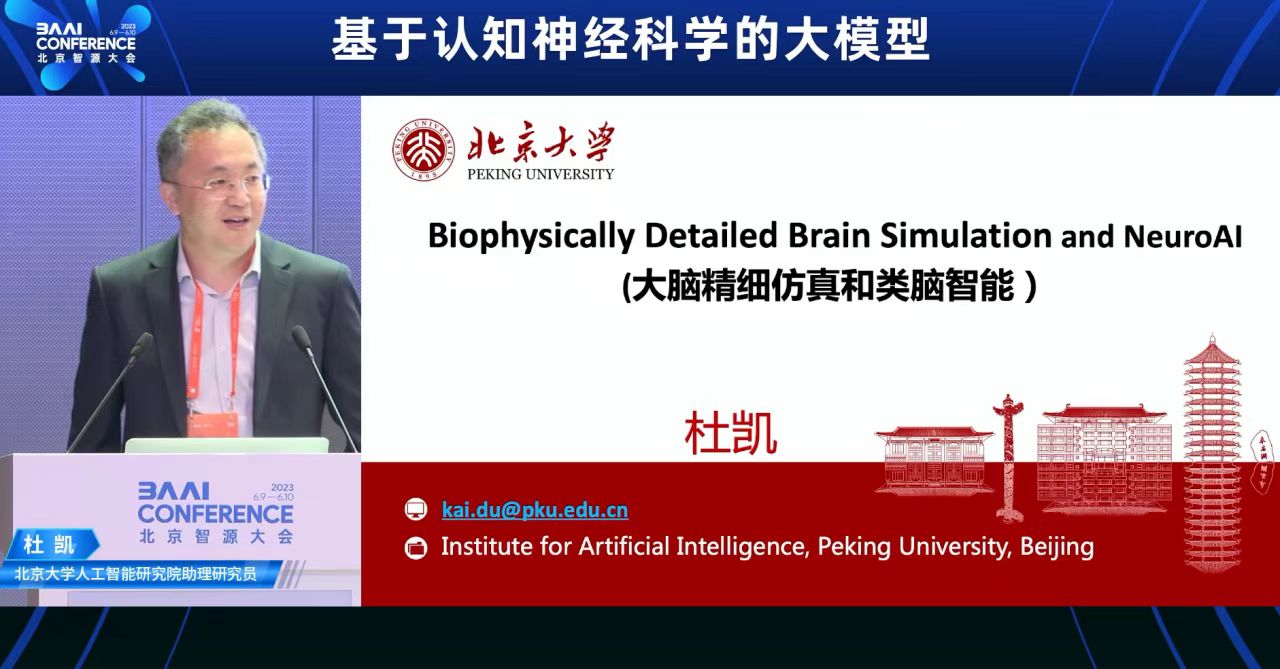 BAAI 2023
6.9—6.10
CONFERENCE
北京智源大会
基于认知神经科学的大模型
PEKING UNIVERSITY
1898
北京大学
PEKING UNIVERSITY
Biophysically Detailed Brain Simulation and NeuroAI
(大脑精细仿真和类脑智能）
杜凯
kai.du@pku.edu.cn
Institute for Artificial Intelligence, Peking University, Beijing
BAAI 2023
6.9—6.10
CONFERENCE
北京智源大会
杜 凯
北京大学人工智能研究院助理研究员